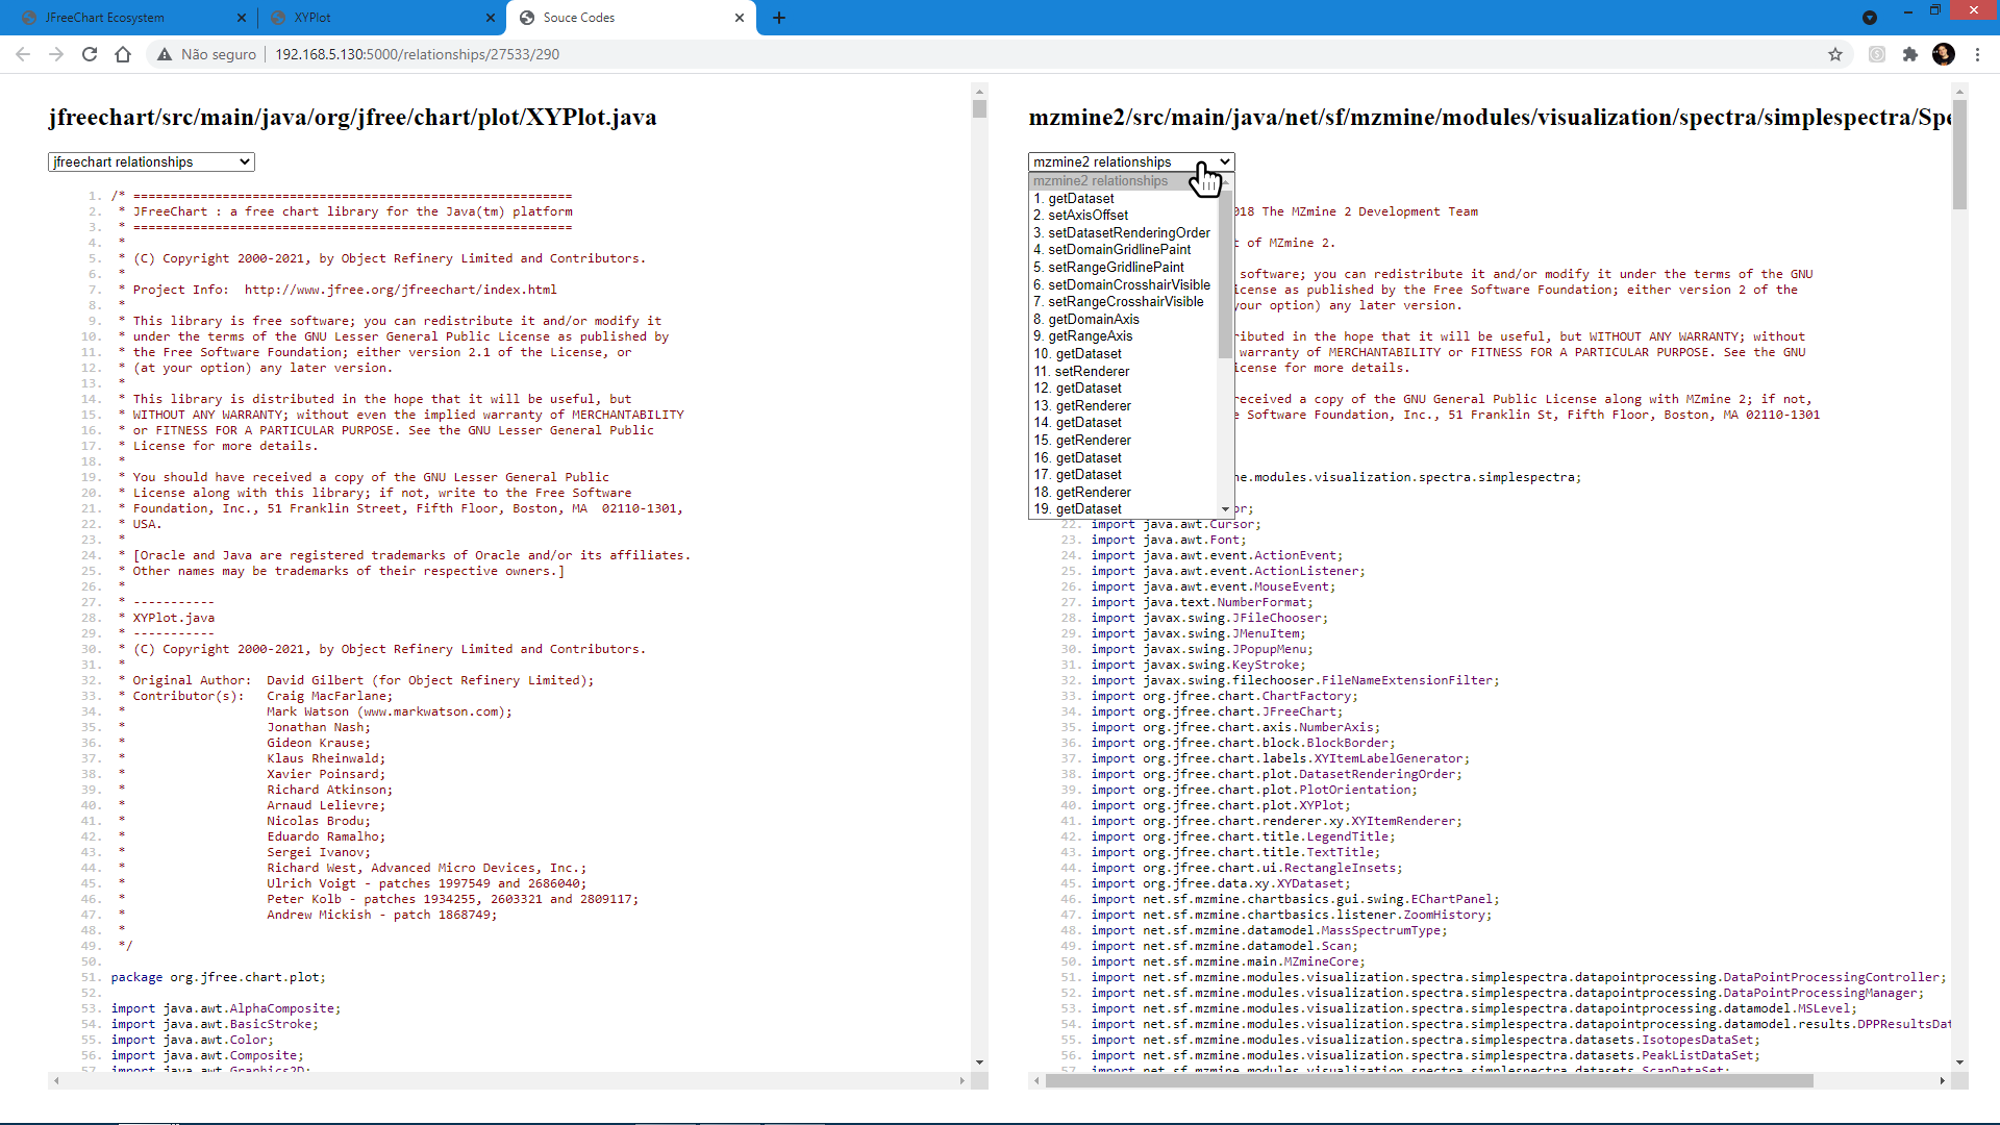 JFreeChart Ecosystem
XYPlot
Souce Codes
Não seguro
192.168.5.130:5000/relationships/27533/290
jfreechart/src/main/java/org/jfree/chart/plot/XYPlot.java
jfreechart relationships
1. /* ===========================================================
2. * JFreeChart : a free chart library for the Java(tm) platform
3. * ===========================================================
4. *
5. * (C) Copyright 2000-2021, by Object Refinery Limited and Contributors.
6. *
7. * Project Info:  http://www.jfree.org/jfreechart/index.html
8. *
9. * This library is free software; you can redistribute it and/or modify it
10. * under the terms of the GNU Lesser General Public License as published by
11. * the Free Software Foundation; either version 2.1 of the License, or
12. * (at your option) any later version.
13. *
14. * This library is distributed in the hope that it will be useful, but
15. * WITHOUT ANY WARRANTY; without even the implied warranty of MERCHANTABILITY
16. * or FITNESS FOR A PARTICULAR PURPOSE. See the GNU Lesser General Public
17. * License for more details.
18. *
19. * You should have received a copy of the GNU Lesser General Public
20. * License along with this library; if not, write to the Free Software
21. * Foundation, Inc., 51 Franklin Street, Fifth Floor, Boston, MA  02110-1301,
22. * USA.
23. *
24. * [Oracle and Java are registered trademarks of Oracle and/or its affiliates.
25. * Other names may be trademarks of their respective owners.]
26. *
27. * -----------
28. * XYPlot.java
29. * -----------
30. * (C) Copyright 2000-2021, by Object Refinery Limited and Contributors.
31. *
32. * Original Author:  David Gilbert (for Object Refinery Limited);
33. * Contributor(s):   Craig MacFarlane;
34. *                   Mark Watson (www.markwatson.com);
35. *                   Jonathan Nash;
36. *                   Gideon Krause;
37. *                   Klaus Rheinwald;
38. *                   Xavier Poinsard;
39. *                   Richard Atkinson;
40. *                   Arnaud Lelievre;
41. *                   Nicolas Brodu;
42. *                   Eduardo Ramalho;
43. *                   Sergei Ivanov;
44. *                   Richard West, Advanced Micro Devices, Inc.;
45. *                   Ulrich Voigt - patches 1997549 and 2686040;
46. *                   Peter Kolb - patches 1934255, 2603321 and 2809117;
47. *                   Andrew Mickish - patch 1868749;
48. *
49. */
50.
51. package org.jfree.chart.plot;
52.
53. import java.awt.AlphaComposite;
54. import java.awt.BasicStroke;
55. import java.awt.Color;
56. import java.awt.Composite;
57. import java.awt.Graphics2D;
mzmine2/src/main/java/net/sf/mzmine/modules/visualization/spectra/simplespectra/Spe
mzmine2 relationships
mzmine2 relationships
1. getDataset
2. setAxisOffset
3. setDatasetRenderingOrder
4. setDomainGridlinePaint
5. setRangeGridlinePaint
6. setDomainCrosshairVisible
7. setRangeCrosshairVisible
8. getDomainAxis
9. getRangeAxis
10. getDataset
11. setRenderer
12. getDataset
13. getRenderer
14. getDataset
15. getRenderer
16. getDataset
17. getDataset
18. getRenderer
19. getDataset
018 The MZmine 2 Development Team
t of MZmine 2.
software; you can redistribute it and/or modify it under the terms of the GNU
icense as published by the Free Software Foundation; either version 2 of the
your option) any later version.
ributed in the hope that it will be useful, but WITHOUT ANY WARRANTY; without
warranty of MERCHANTABILITY or FITNESS FOR A PARTICULAR PURPOSE. See the GNU
icense for more details.
received a copy of the GNU General Public License along with MZmine 2; if not,
e Software Foundation, Inc., 51 Franklin St, Fifth Floor, Boston, MA 02110-1301
ne.modules.visualization.spectra.simplespectra;
or;
22. import java.awt.Cursor;
23. import java.awt.Font;
24. import java.awt.event.ActionEvent;
25. import java.awt.event.ActionListener;
26. import java.awt.event.MouseEvent;
27. import java.text.NumberFormat;
28. import javax.swing.JFileChooser;
29. import javax.swing.JMenuItem;
30. import javax.swing.JPopupMenu;
31. import javax.swing.KeyStroke;
32. import javax.swing.filechooser.FileNameExtensionFilter;
33. import org.jfree.chart.ChartFactory;
34. import org.jfree.chart.JFreeChart;
35. import org.jfree.chart.axis.NumberAxis;
36. import org.jfree.chart.block.BlockBorder;
37. import org.jfree.chart.labels.XYItemLabelGenerator;
38. import org.jfree.chart.plot.DatasetRenderingOrder;
39. import org.jfree.chart.plot.PlotOrientation;
40. import org.jfree.chart.plot.XYPlot;
41. import org.jfree.chart.renderer.xy.XYItemRenderer;
42. import org.jfree.chart.title.LegendTitle;
43. import org.jfree.chart.title.TextTitle;
44. import org.jfree.chart.ui.RectangleInsets;
45. import org.jfree.data.xy.XYDataset;
46. import net.sf.mzmine.chartbasics.gui.swing.EChartPanel;
47. import net.sf.mzmine.chartbasics.listener.ZoomHistory;
48. import net.sf.mzmine.datamodel.MassSpectrumType;
49. import net.sf.mzmine.datamodel.Scan;
50. import net.sf.mzmine.main.MZmineCore;
51. import net.sf.mzmine.modules.visualization.spectra.simplespectra.datapointprocessing.DataPointProcessingController;
52. import net.sf.mzmine.modules.visualization.spectra.simplespectra.datapointprocessing.DataPointProcessingManager;
53. import net.sf.mzmine.modules.visualization.spectra.simplespectra.datapointprocessing.datamodel.MSLevel;
54. import net.sf.mzmine.modules.visualization.spectra.simplespectra.datapointprocessing.datamodel.results.DPPResultsDat
55. import net.sf.mzmine.modules.visualization.spectra.simplespectra.datasets.IsotopesDataSet;
56. import net.sf.mzmine.modules.visualization.spectra.simplespectra.datasets.PeakListDataSet;
57. import net.sf.mzmine.modules.visualization.spectra.simplespectra.datasets.ScanDataSet;